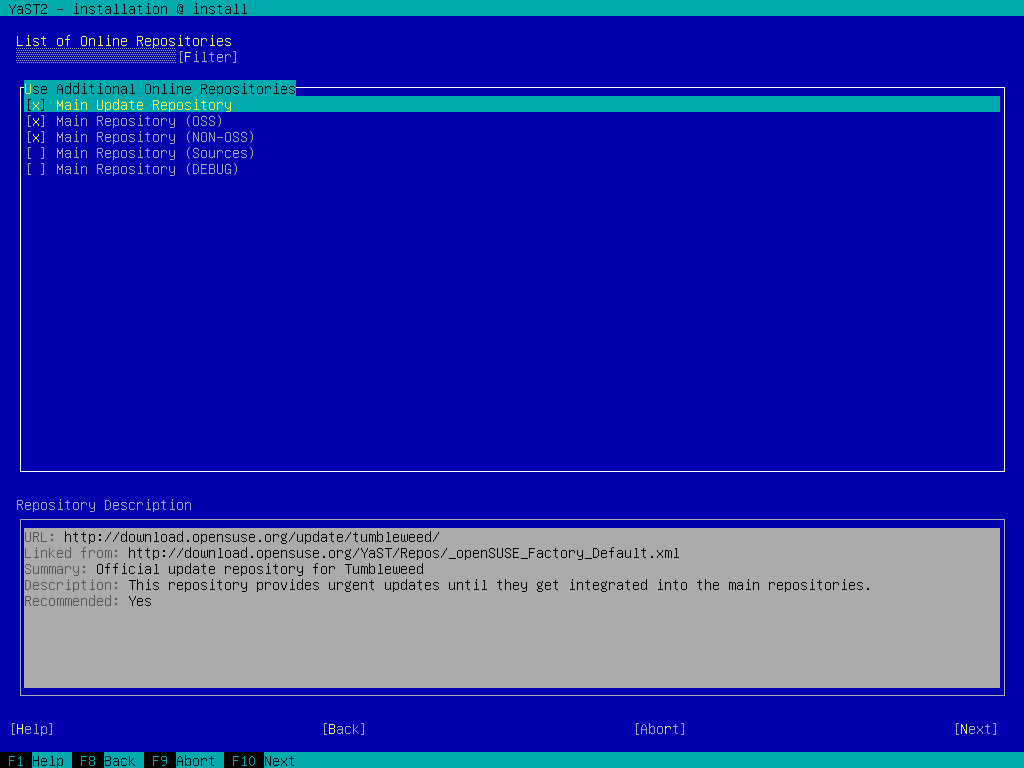 YaST2 - installation @ install
List of Online Repositories
[Filter]
Use Additional Online Repositories
[x] Main Update Repository
[x] Main Repository (OSS)
[x] Main Repository (NON-OSS)
[ ] Main Repository (Sources)
[ ] Main Repository (DEBUG)
Repository Description
URL: http://download.opensuse.org/update/tumbleweed/
Linked from: http://download.opensuse.org/YaST/Repos/_openSUSE_Factory_Default.xml
Summary: Official update repository for Tumbleweed
Description: This repository provides urgent updates until they get integrated into the main repositories.
Recommended: Yes
[Help] [Back] [Abort] [Next]
F1 Help F8 Back F9 Abort F10 Next